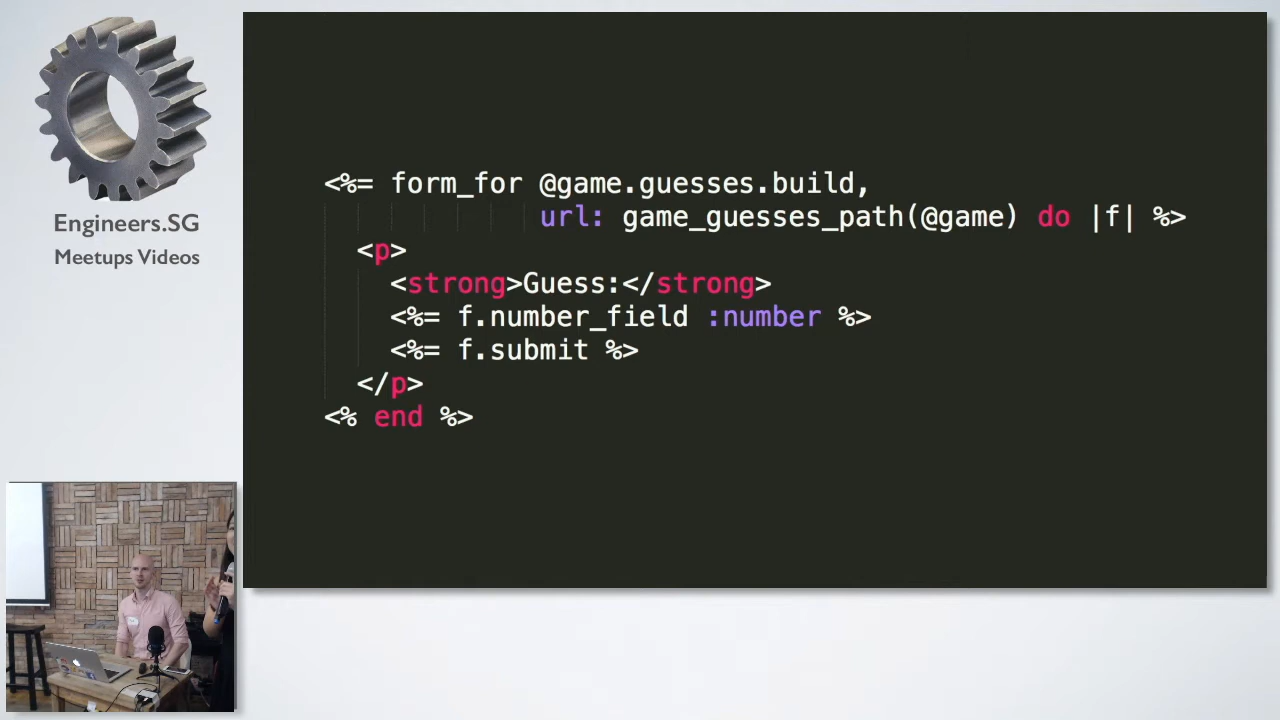 Engineers.SG
Meetups Videos
<%= form_for @game.guesses.build,
url: game_guesses_path(@game) do |f| %>
<p>
<strong>Guess:</strong>
<%= f.number_field :number %>
<%= f.submit %>
</p>
<% end %>